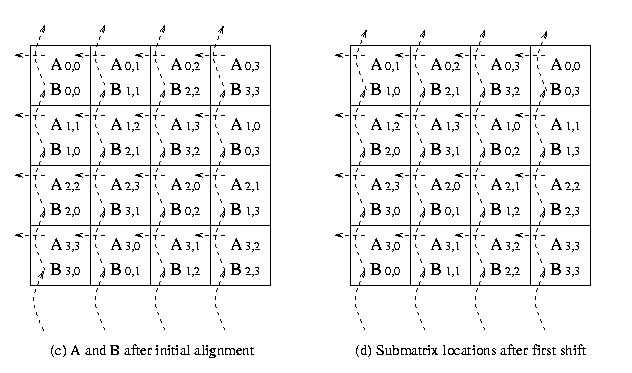 A 0,0 A 0,1 A 0,2 A 0,3 A 0,1 A 0,2 A 0,3 A 0,0
B 0,0 B 1,1 B 2,2 B 3,3 B 1,0 B 2,1 B 3,2 B 0,3
A 1,1 A 1,2 A 1,3 A 1,0 A 1,2 A 1,3 A 1,0 A 1,1
B 1,0 B 2,1 B 3,2 B 0,3 B 2,0 B 3,1 B 0,2 B 1,3
A 2,2 A 2,3 A 2,0 A 2,1 A 2,3 A 2,0 A 2,1 A 2,2
B 2,0 B 3,1 B 0,2 B 1,3 B 3,0 B 0,1 B 1,2 B 2,3
A 3,3 A 3,0 A 3,1 A 3,2 A 3,0 A 3,1 A 3,2 A 3,3
B 3,0 B 0,1 B 1,2 B 2,3 B 0,0 B 1,1 B 2,2 B 3,3
(c) A and B after initial alignment (d) Submatrix locations after first shift